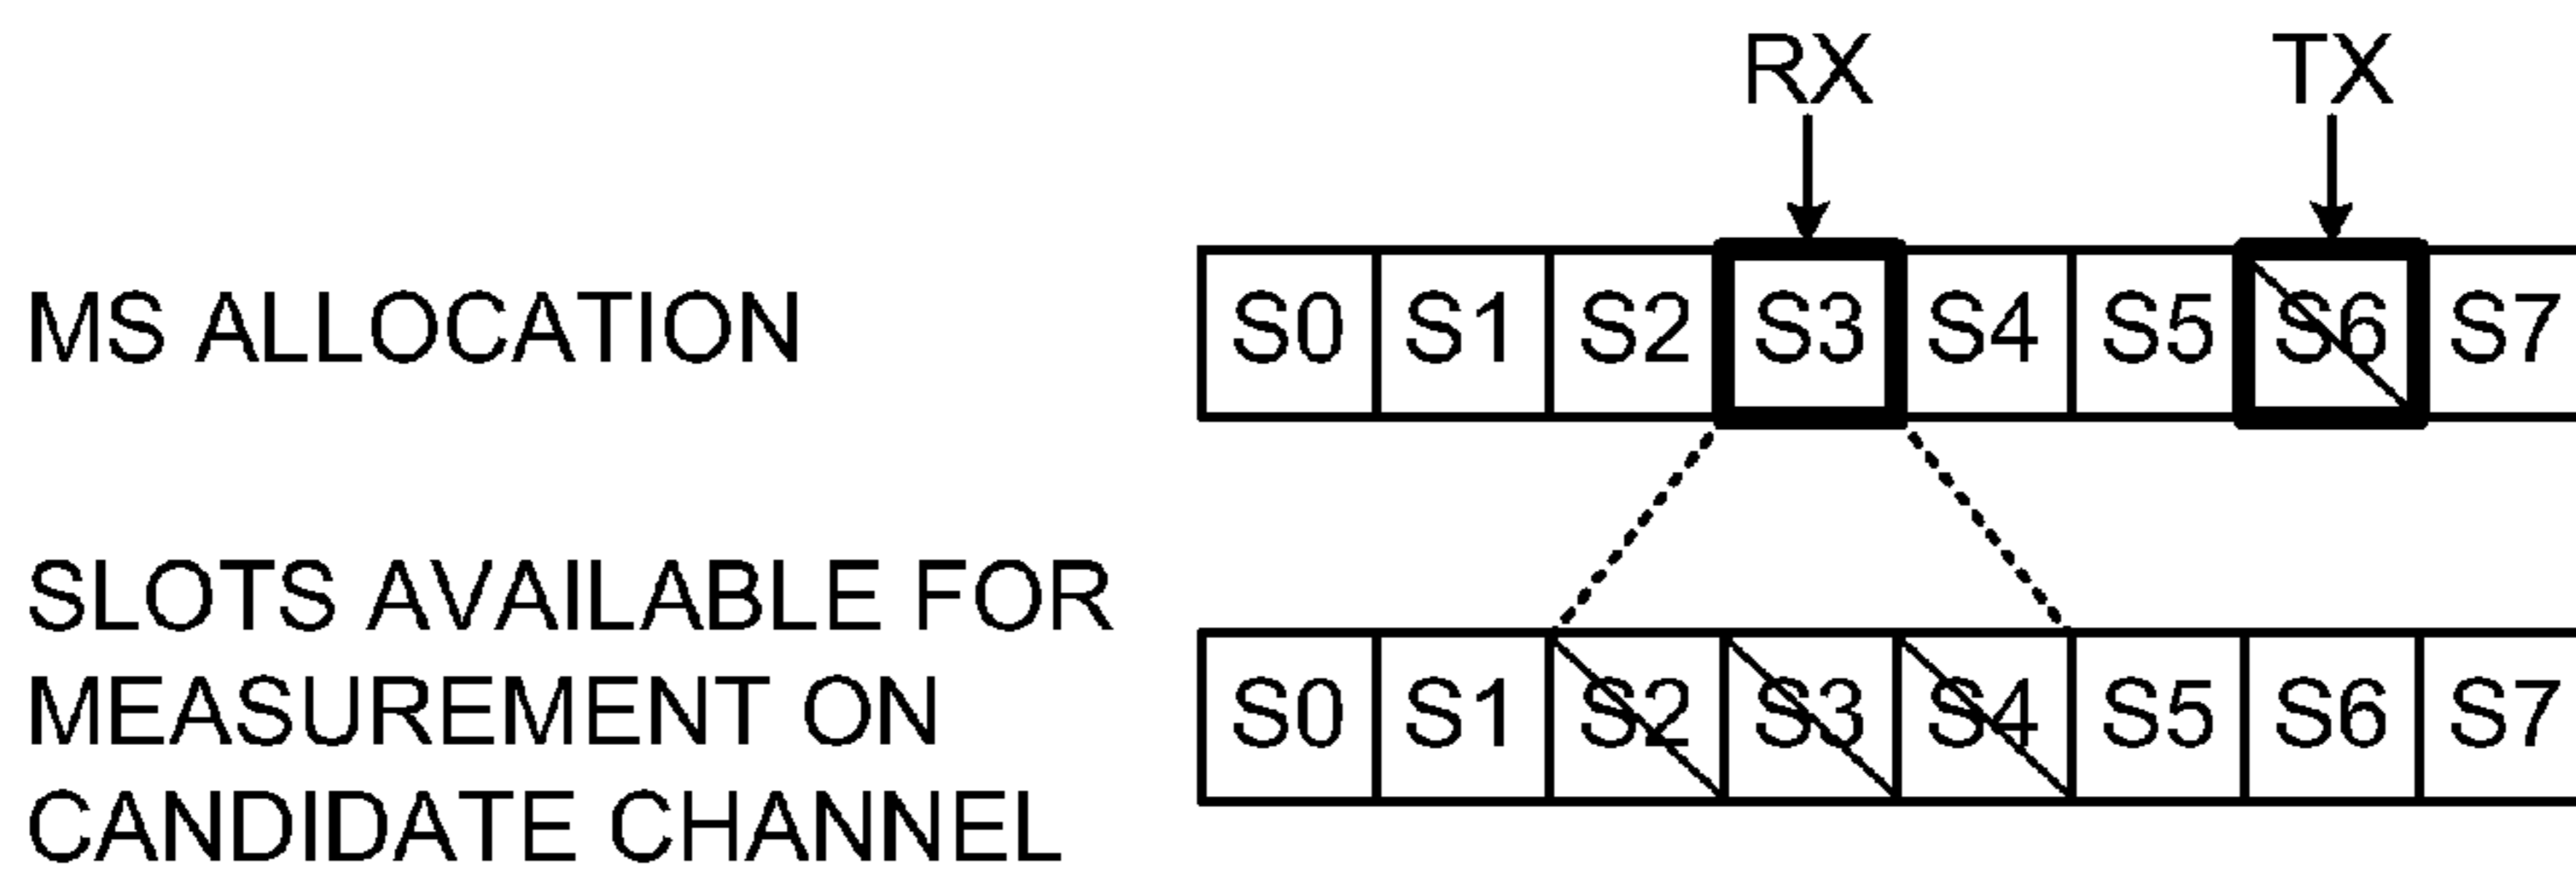 RX TX
MS ALLOCATION S0 S1 S2 S3 S4 S5 S6 S7
SLOTS AVAILABLE FOR
MEASUREMENT ON S0 S1 S2 S3 S4 S5 S6 S7
CANDIDATE CHANNEL